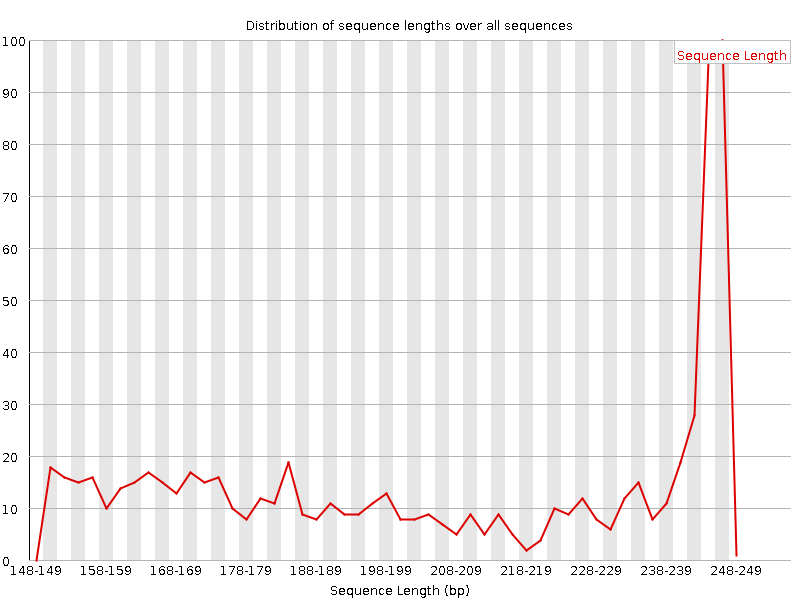 Distribution of sequence lengths over all sequences
Sequence Length
100
90
80
70
60
50
40
30
20
10
0
148-149 158-159 168-169 178-179 188-189 198-199 208-209 218-219 228-229 238-239 248-249
Sequence Length (bp)